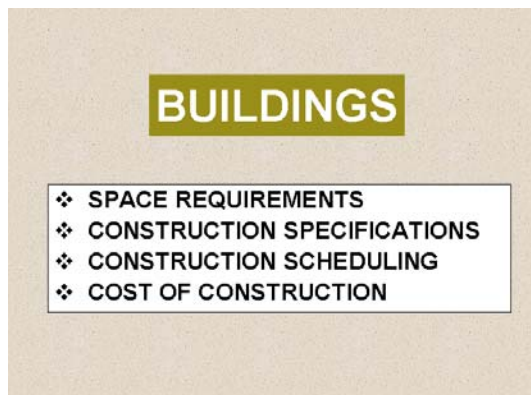 BUILDINGS
❖ SPACE REQUIREMENTS
❖ CONSTRUCTION SPECIFICATIONS
❖ CONSTRUCTION SCHEDULING
❖ COST OF CONSTRUCTION